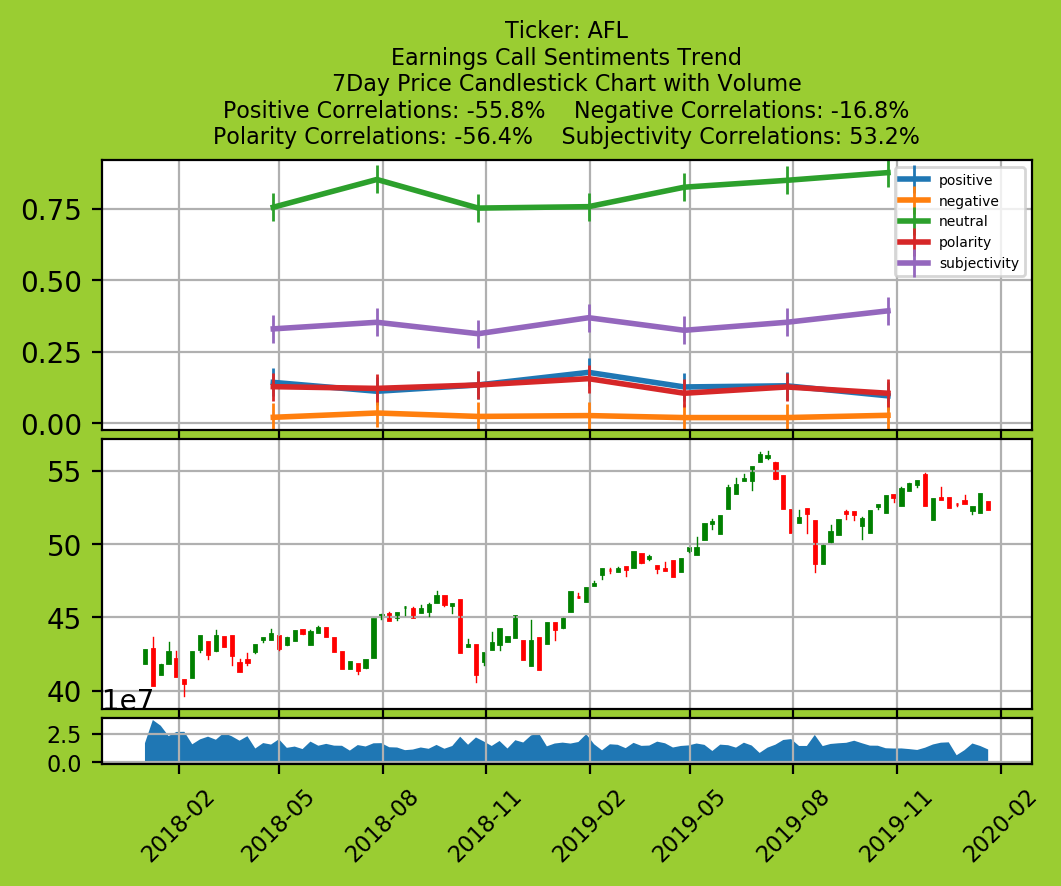 Ticker: AFL
Earnings Call Sentiments Trend
7Day Price Candlestick Chart with Volume
Positive Correlations: -55.8%    Negative Correlations: -16.8%
Polarity Correlations: -56.4%    Subjectivity Correlations: 53.2%
0.75
0.50
0.25
0.00
positive
negative
neutral
polarity
subjectivity
55
50
45
40
1e7
2.5
0.0
2018-02
2018-05
2018-08
2018-11
2019-02
2019-05
2019-08
2019-11
2020-02